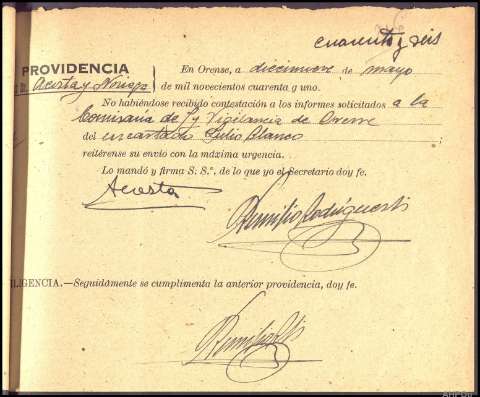 cuarenta y seis
PROVIDENCIA
Acosta y Noriega
En Orense, a diecinueve de mayo
de mil novecientos cuarenta y uno.
No habiéndose recibido contestación a los informes solicitados a la
Comisaria de I y Vigilancia de Orense
del encartado Julio Blanco
reitérense su envío con la máxima urgencia.
Lo mandó y firma S. S.ª, de lo que yo el Secretario doy fe.
Acosta
Remilio Rodríguez
ILIGENCIA.—Seguidamente se cumplimenta la anterior providencia, doy fe.